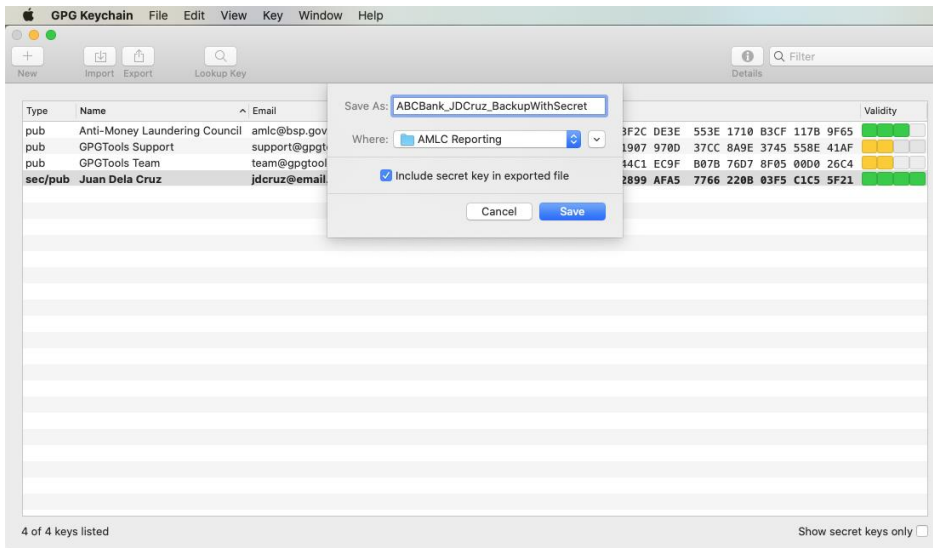 GPG Keychain File Edit View Key Window Help
New Import Export Lookup Key Details Filter
Save As: ABCBank_JDCruz_BackupWithSecret
Where: AMLC Reporting
Include secret key in exported file
Cancel Save
Type Name Email Validity
pub Anti-Money Laundering Council amlc@bsp.gov 3F2C DE3E 553E 1710 B3CF 117B 9F65
pub GPGTools Support support@gpgt 1907 970D 37CC 8A9E 3745 558E 41AF
pub GPGTools Team team@gpgtool 44C1 EC9F B07B 76D7 8F05 00D0 26C4
sec/pub Juan Dela Cruz jdcruz@email. 2899 AFA5 7766 220B 03F5 C1C5 5F21
4 of 4 keys listed Show secret keys only